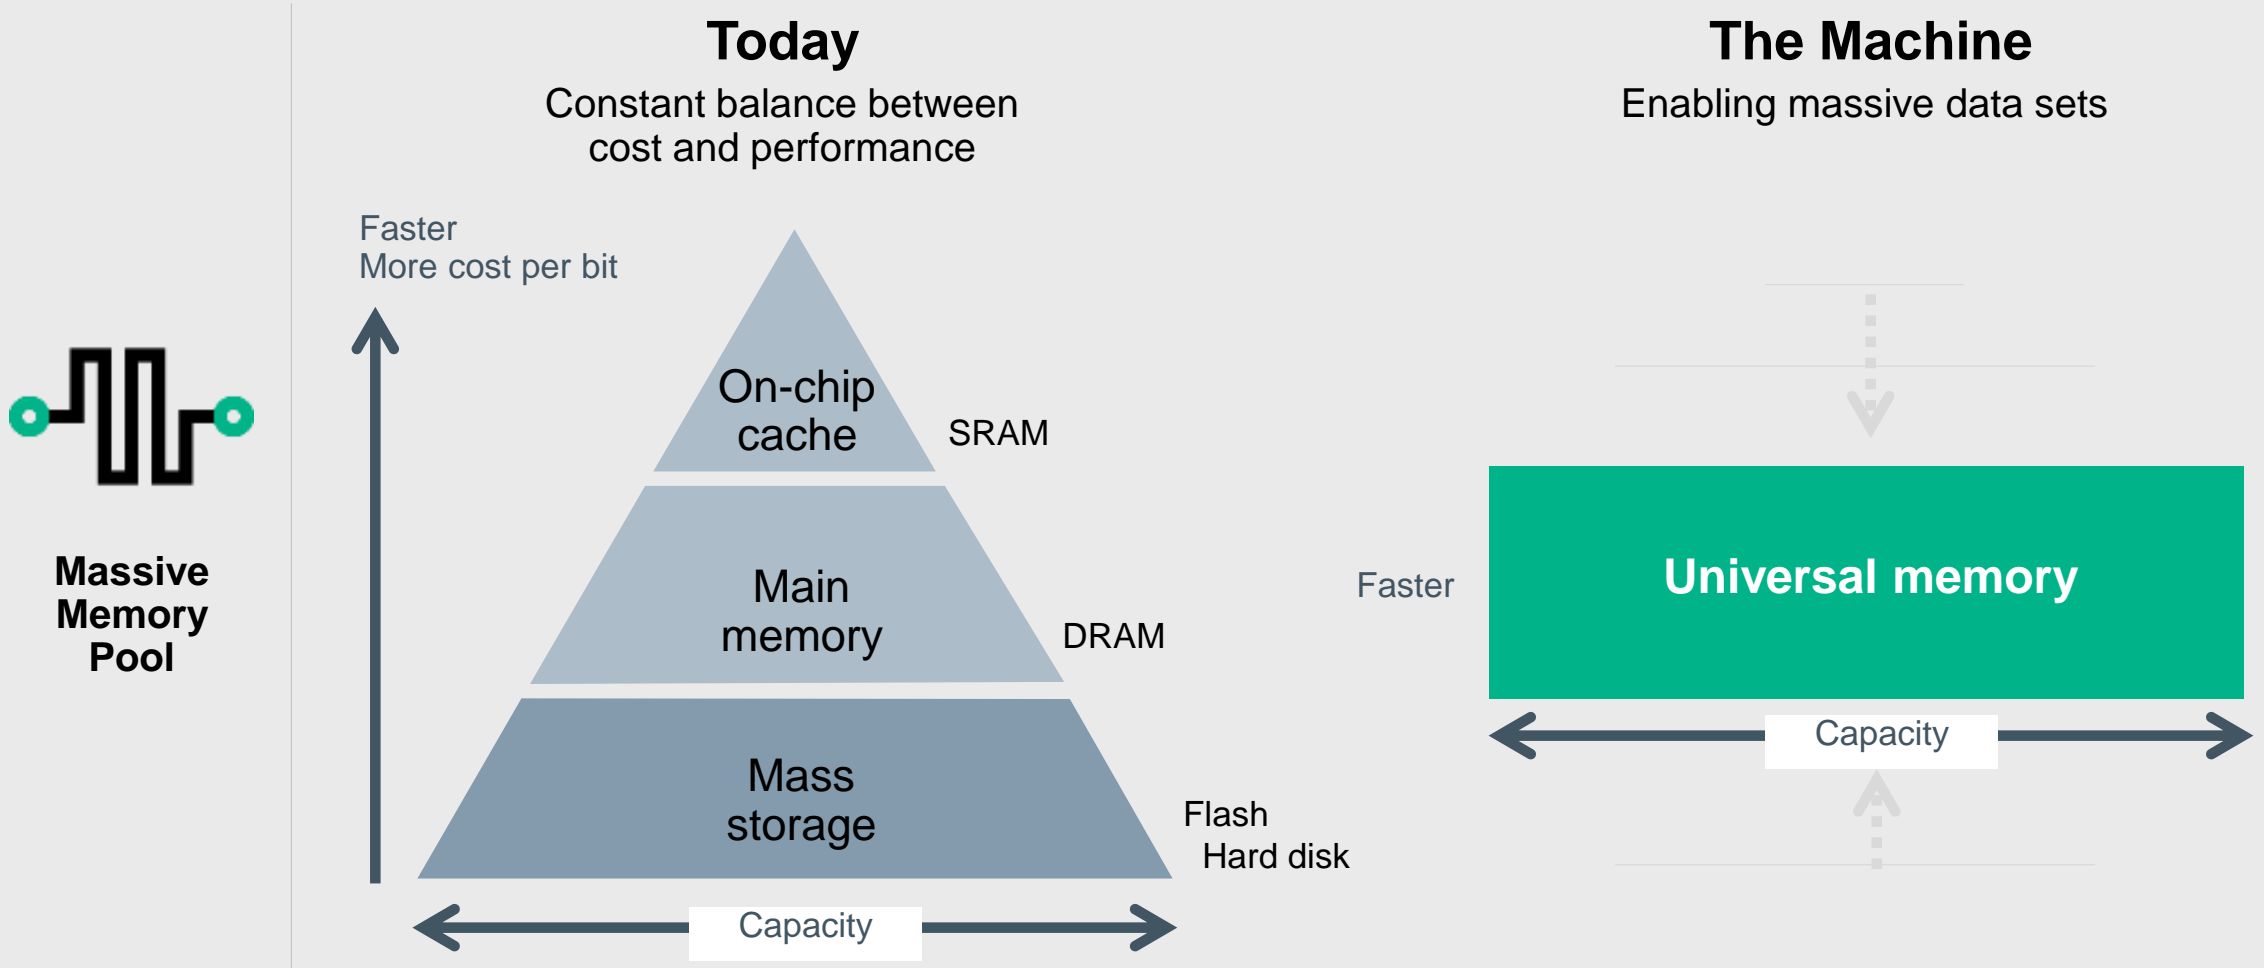 Massive
Memory
Pool
Today
Constant balance between
cost and performance
Faster
More cost per bit
On-chip
cache
SRAM
Main
memory
DRAM
Mass
storage
Flash
Hard disk
Capacity
The Machine
Enabling massive data sets
Faster
Universal memory
Capacity